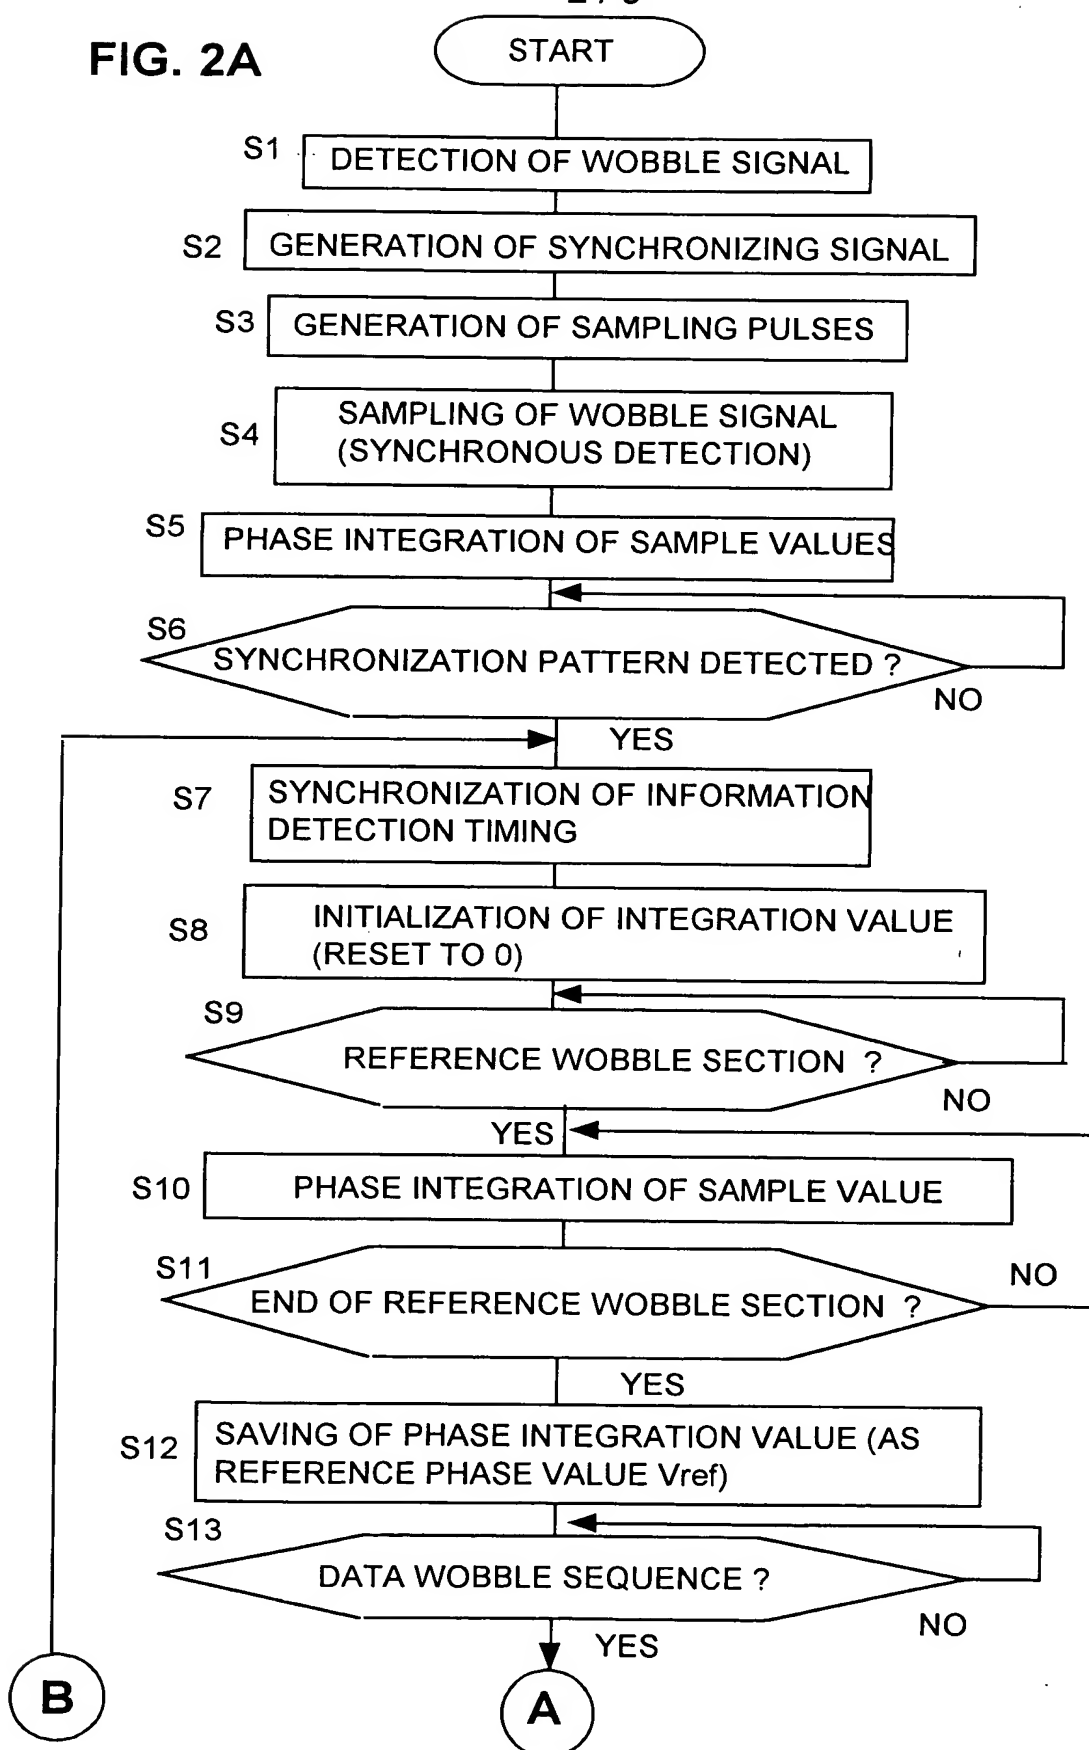 FIG. 2A
START
S1
DETECTION OF WOBBLE SIGNAL
S2
GENERATION OF SYNCHRONIZING SIGNAL
S3
GENERATION OF SAMPLING PULSES
S4
SAMPLING OF WOBBLE SIGNAL
(SYNCHRONOUS DETECTION)
S5
PHASE INTEGRATION OF SAMPLE VALUES
S6
SYNCHRONIZATION PATTERN DETECTED ?
NO
YES
S7
SYNCHRONIZATION OF INFORMATION
DETECTION TIMING
S8
INITIALIZATION OF INTEGRATION VALUE
(RESET TO 0)
S9
REFERENCE WOBBLE SECTION ?
NO
YES
S10
PHASE INTEGRATION OF SAMPLE VALUE
S11
NO
END OF REFERENCE WOBBLE SECTION ?
YES
S12
SAVING OF PHASE INTEGRATION VALUE (AS
REFERENCE PHASE VALUE Vref)
S13
DATA WOBBLE SEQUENCE ?
NO
YES
B
A